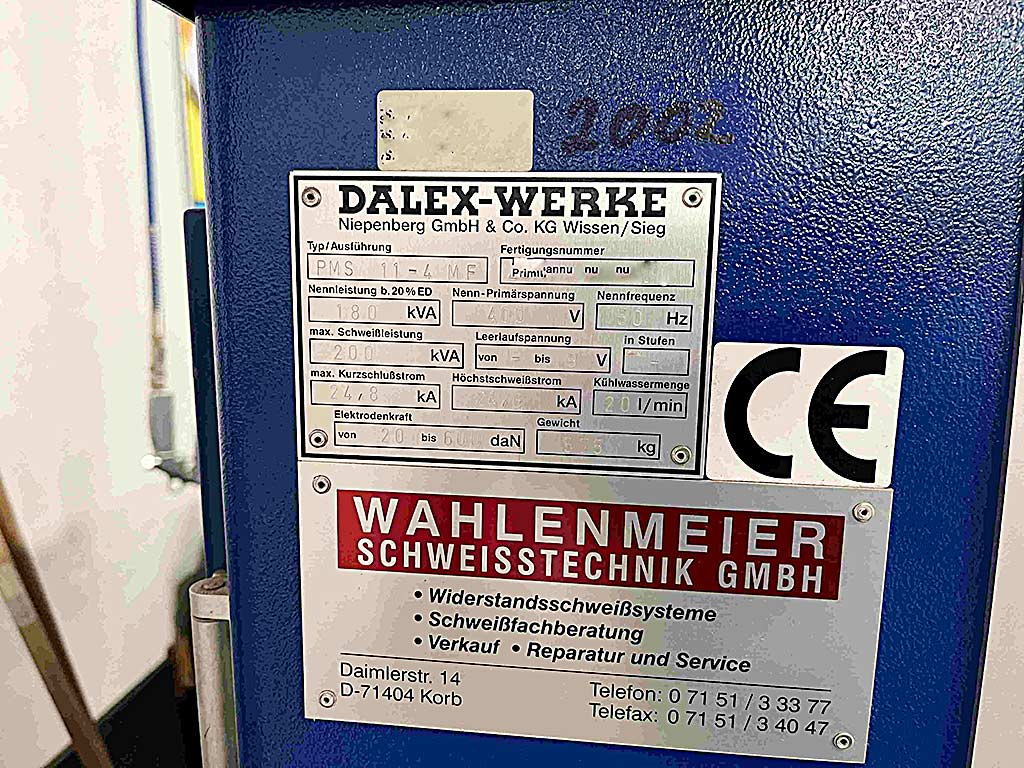 2002
DALEX-WERKE
Niepenberg GmbH & Co. KG Wissen/Sieg
Typ/Ausführung Fertigungsnummer
PMS 11-4 MF
Nennleistung b.20%ED Nenn-Primärspannung Nennfrequenz
180 kVA 400 V 50 Hz
max. Schweißleistung Leerlaufspannung in Stufen
200 kVA von - bis V -
max. Kurzschlußstrom Höchstschweißstrom Kühlwassermenge
24,8 kA kA 20 l/min
Elektrodenkraft Gewicht
von 20 bis 600 daN kg
CE
WAHLENMEIER
SCHWEISSTECHNIK GMBH
• Widerstandsschweißsysteme
• Schweißfachberatung
• Verkauf • Reparatur und Service
Daimlerstr. 14 Telefon: 0 71 51 / 3 33 77
D-71404 Korb Telefax: 0 71 51 / 3 40 47